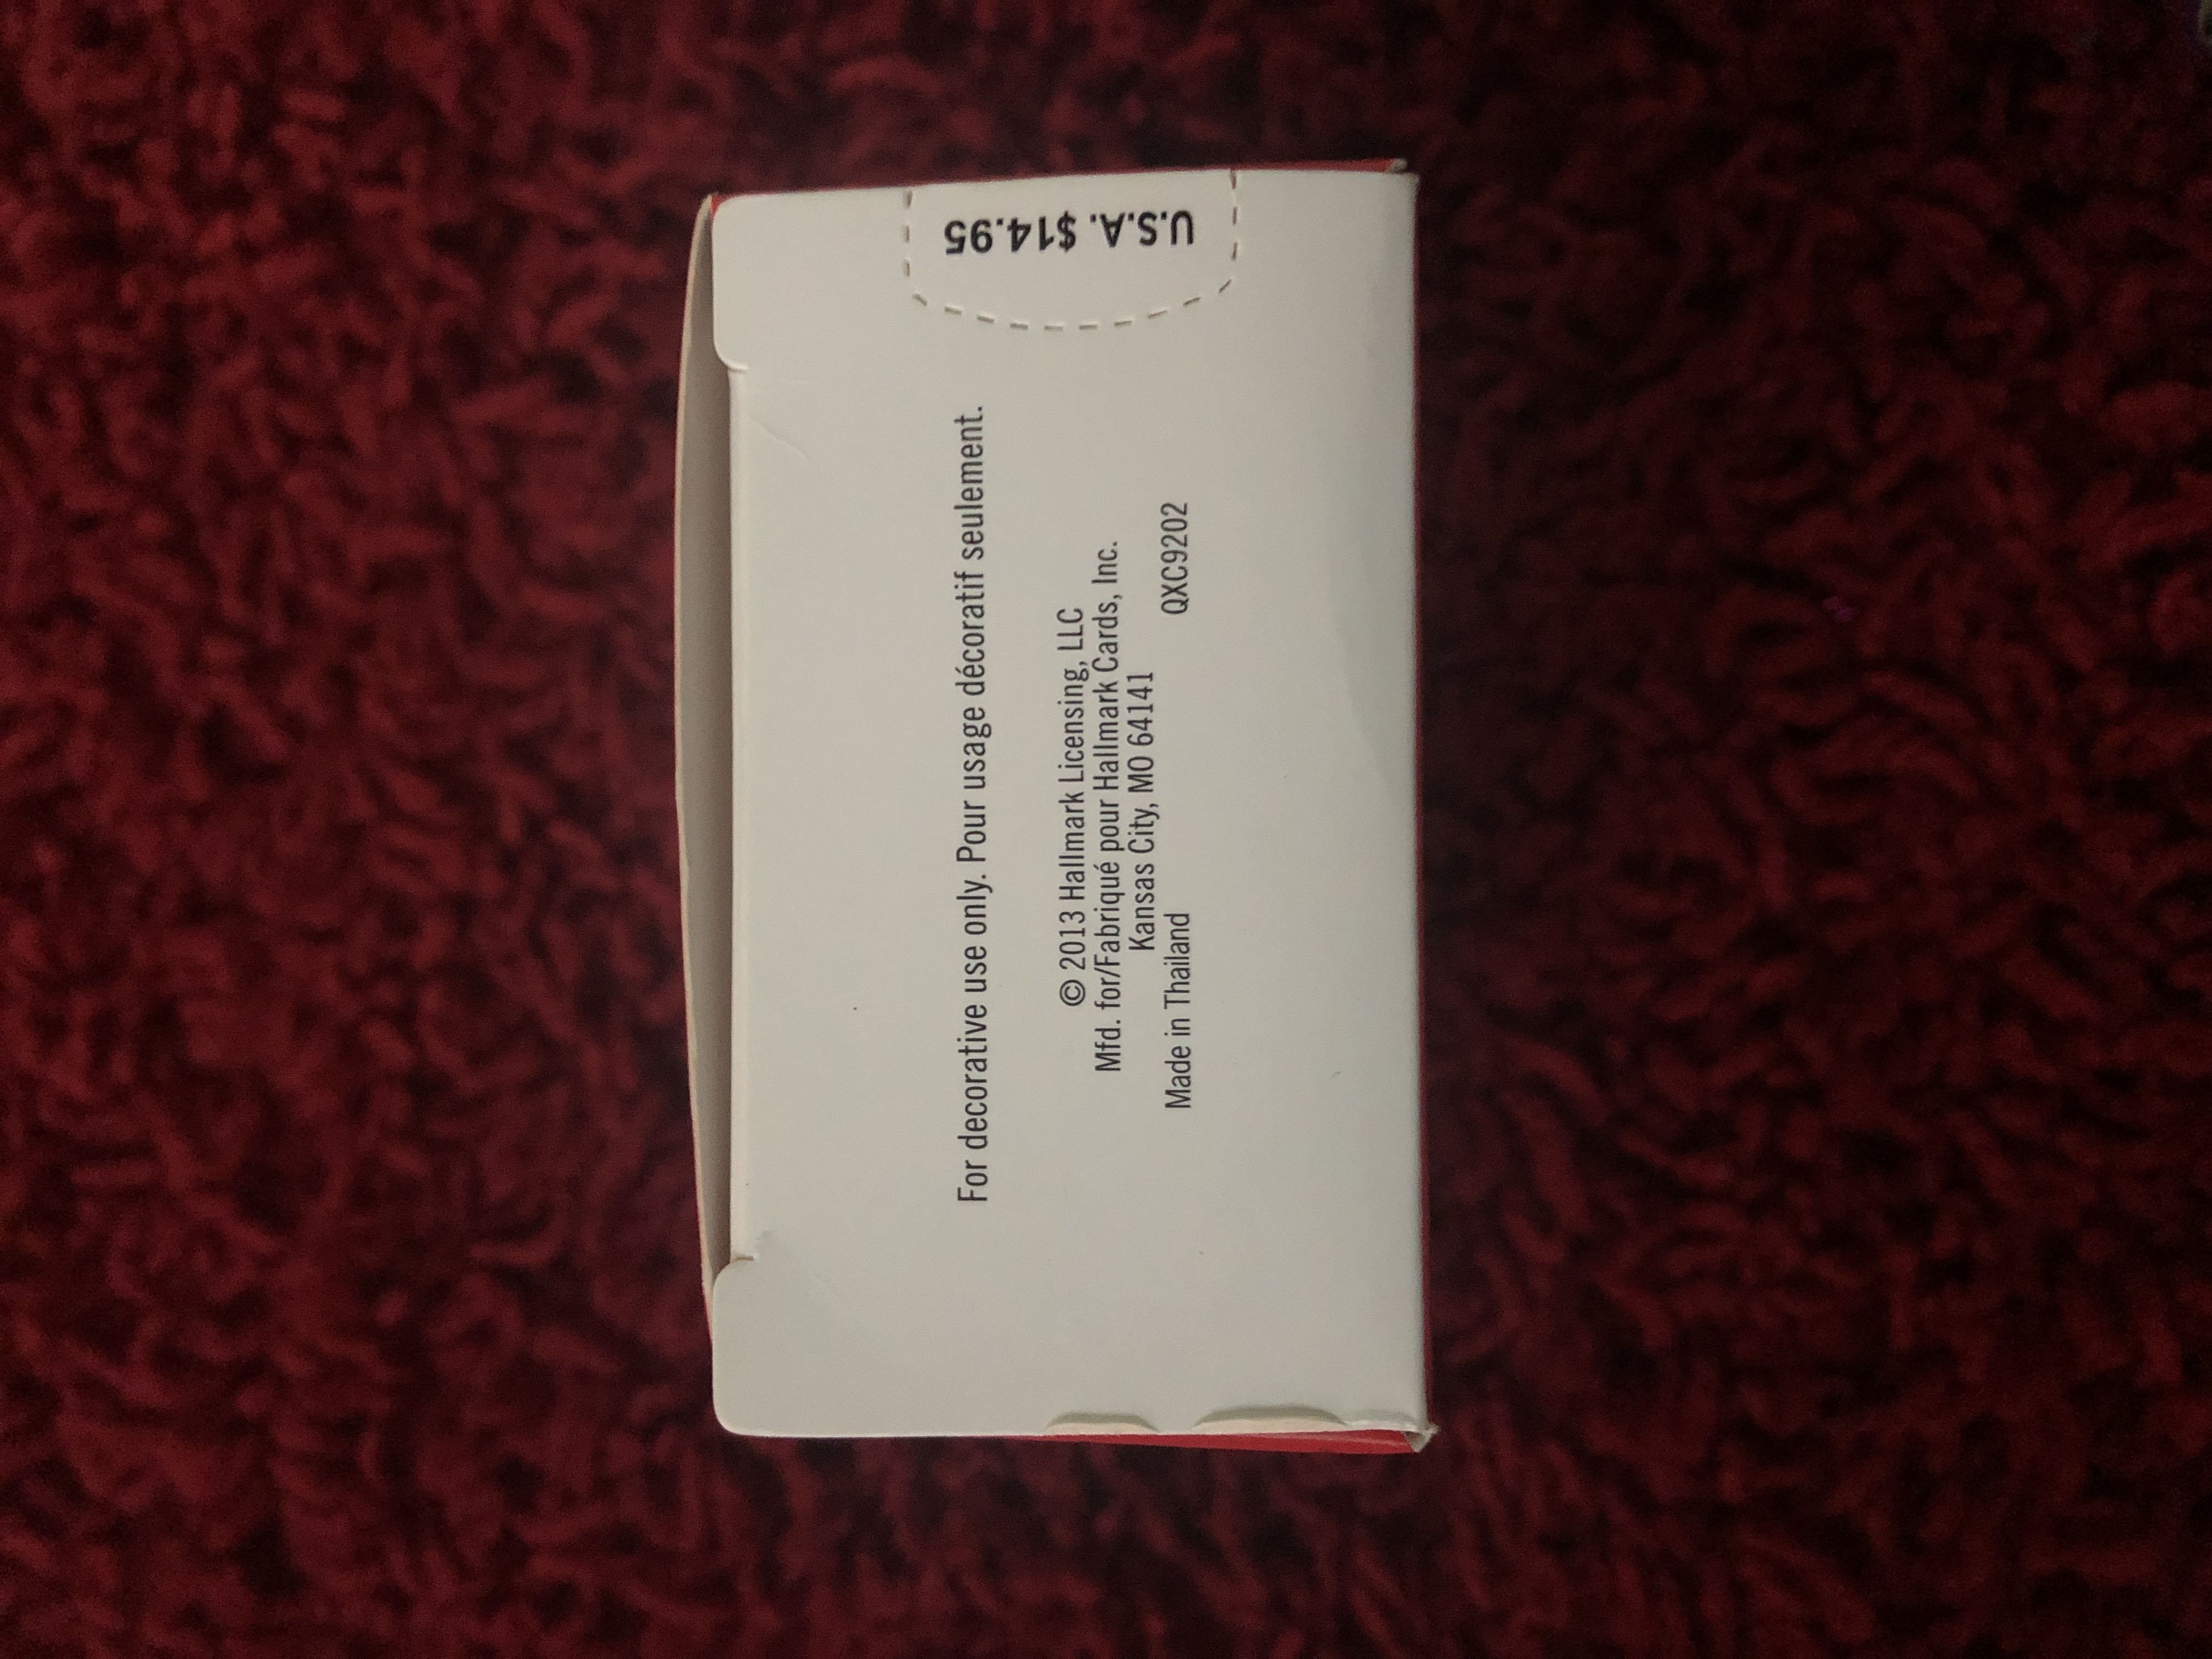 For decorative use only. Pour usage décoratif seulement.
© 2013 Hallmark Licensing, LLC
Mfd. for/Fabriqué pour Hallmark Cards, Inc.
Kansas City, MO 64141
Made in Thailand QXC9202
U.S.A. $14.95